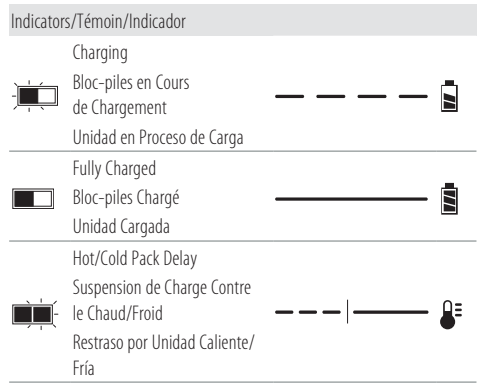 Indicators/Témoin/Indicador
Charging
Bloc-piles en Cours
de Chargement
Unidad en Proceso de Carga
Fully Charged
Bloc-piles Chargé
Unidad Cargada
Hot/Cold Pack Delay
Suspension de Charge Contre
le Chaud/Froid
Restraso por Unidad Caliente/
Fría